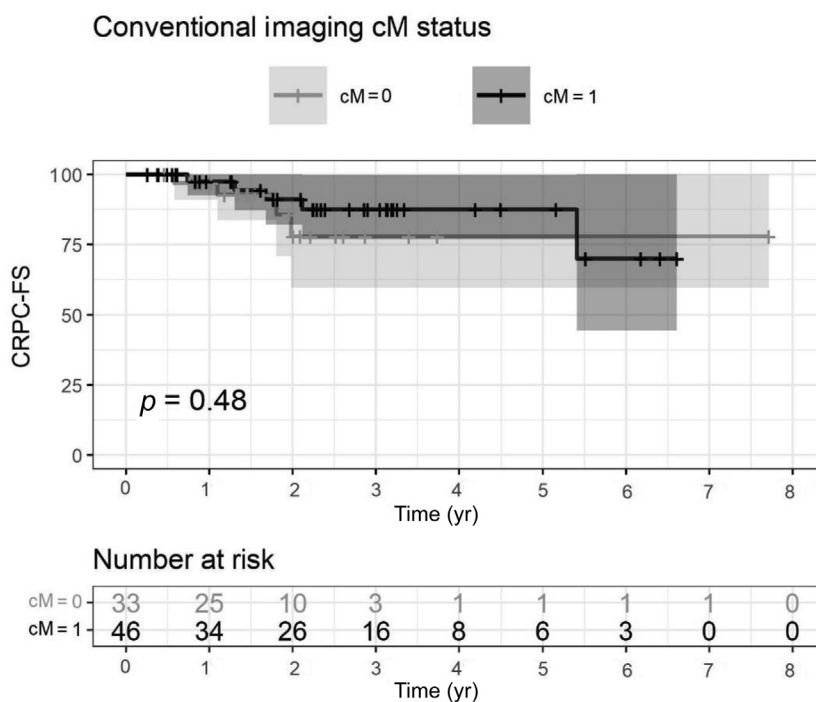 Conventional imaging cM status
cM = 0 cM = 1
CRPC-FS
100
75
50
25
0
p = 0.48
0 1 2 3 4 5 6 7 8
Time (yr)
Number at risk
cM = 0 33 25 10 3 1 1 1 1 0
cM = 1 46 34 26 16 8 6 3 0 0
0 1 2 3 4 5 6 7 8
Time (yr)